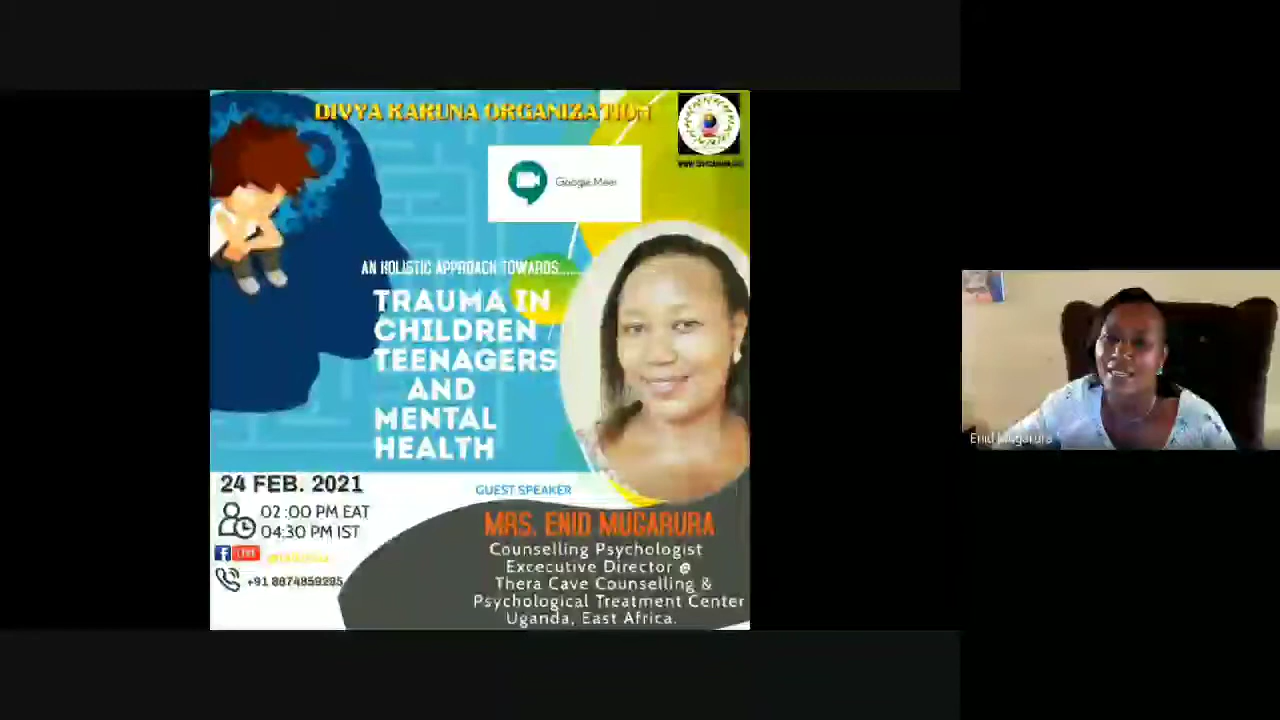 DIVYA KARUNA ORGANIZATION
Google Meet
AN HOLISTIC APPROACH TOWARDS......
TRAUMA IN
CHILDREN /
TEENAGERS
AND
MENTAL
HEALTH
24 FEB. 2021
02 :00 PM EAT
04:30 PM IST
LIVE
+91 8674859295
GUEST SPEAKER
MRS. ENID MUGARURA
Counselling Psychologist
Excecutive Director @
Thera Cave Counselling &
Psychological Treatment Center
Uganda, East Africa.
Enid Mugarura